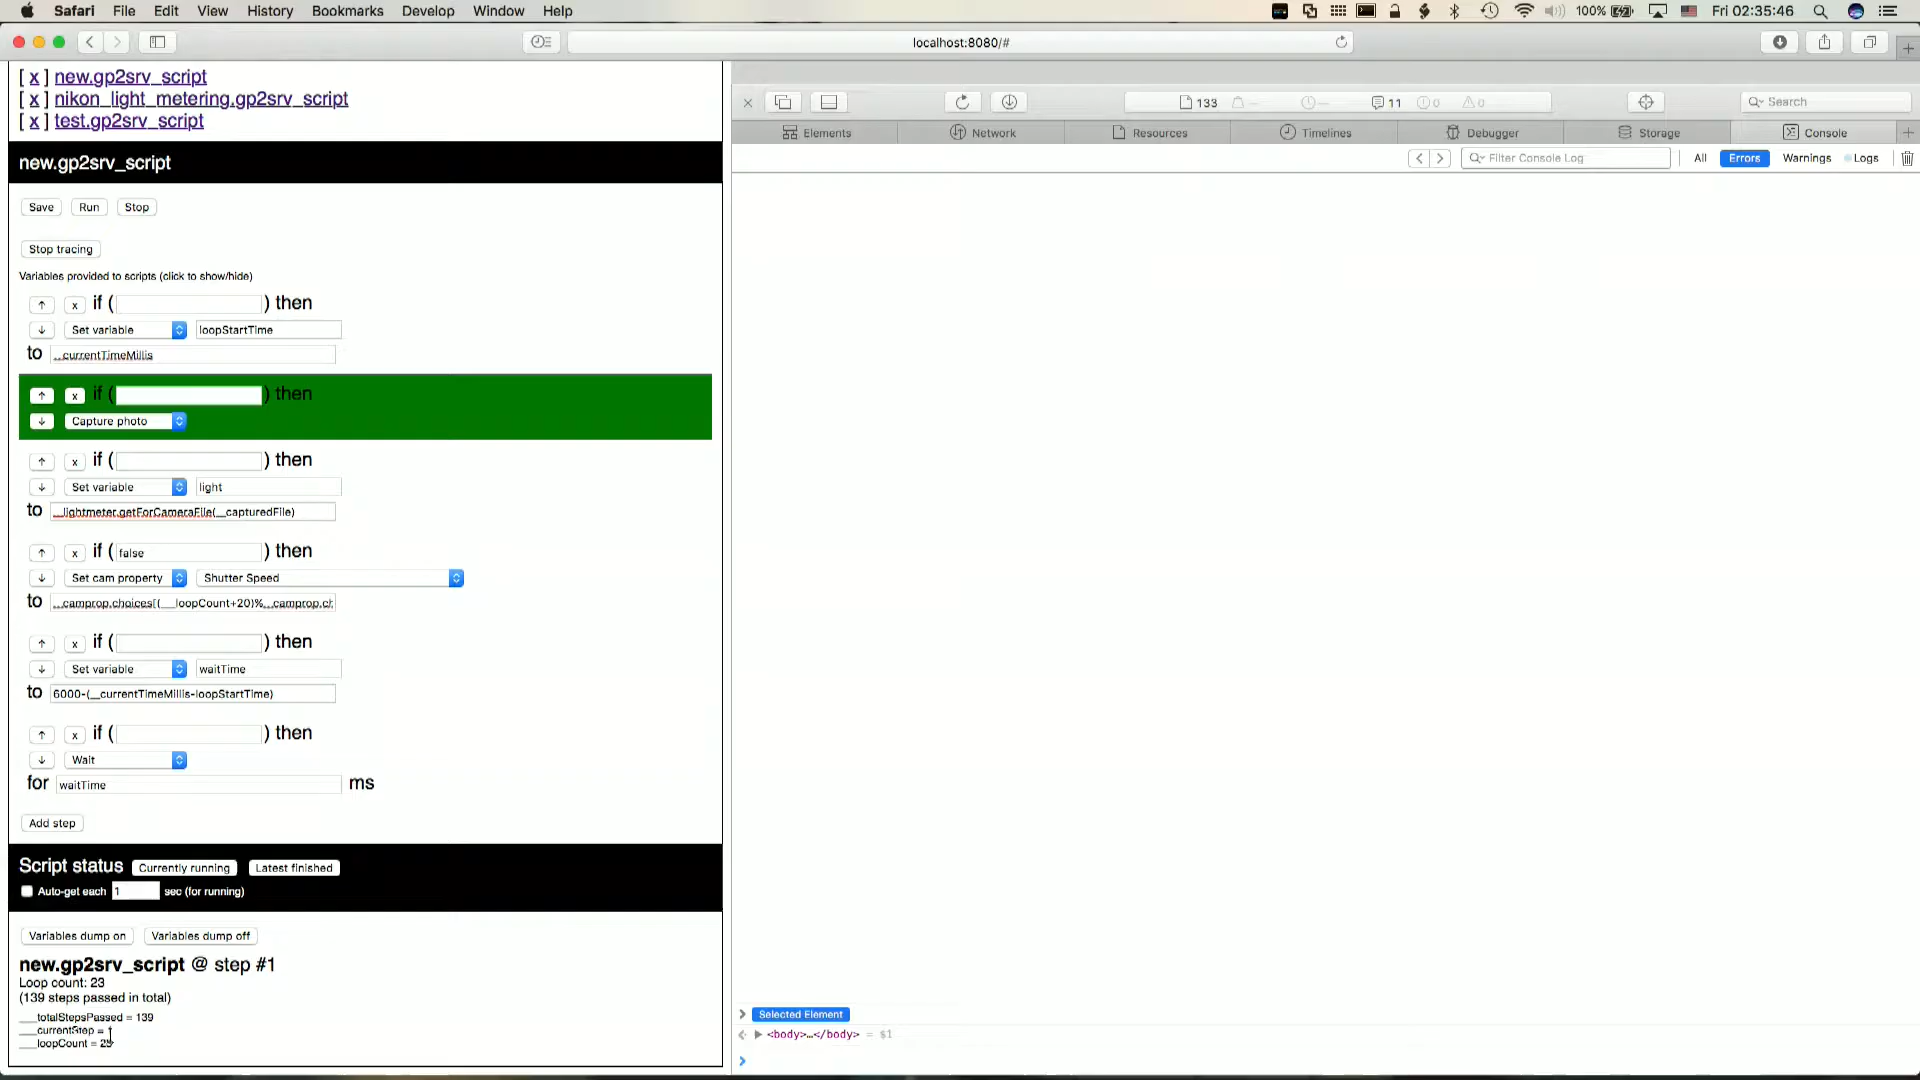 Safari File Edit View History Bookmarks Develop Window Help 100% Fri 02:35:46
localhost:8080/#
[ x ] new.gp2srv_script
[ x ] nikon_light_metering.gp2srv_script
[ x ] test.gp2srv_script
new.gp2srv_script
Save Run Stop
Stop tracing
Variables provided to scripts (click to show/hide)
↑ x if ( ) then
↓ Set variable loopStartTime
to __currentTimeMillis
↑ x if ( ) then
↓ Capture photo
↑ x if ( ) then
↓ Set variable light
to __lightmeter.getForCameraFile(__capturedFile)
↑ x if ( false ) then
↓ Set cam property Shutter Speed
to __camprop.choices[(___loopCount+20)%__camprop.c
↑ x if ( ) then
↓ Set variable waitTime
to 6000-(__currentTimeMillis-loopStartTime)
↑ x if ( ) then
↓ Wait
for waitTime ms
Add step
Script status Currently running Latest finished
Auto-get each 1 sec (for running)
Variables dump on Variables dump off
new.gp2srv_script @ step #1
Loop count: 23
(139 steps passed in total)
___totalStepsPassed = 139
___currentStep = 1
___loopCount = 23
133 11 0 0 Search
Elements Network Resources Timelines Debugger Storage Console
Filter Console Log All Errors Warnings Logs
Selected Element
<body>…</body> = $1